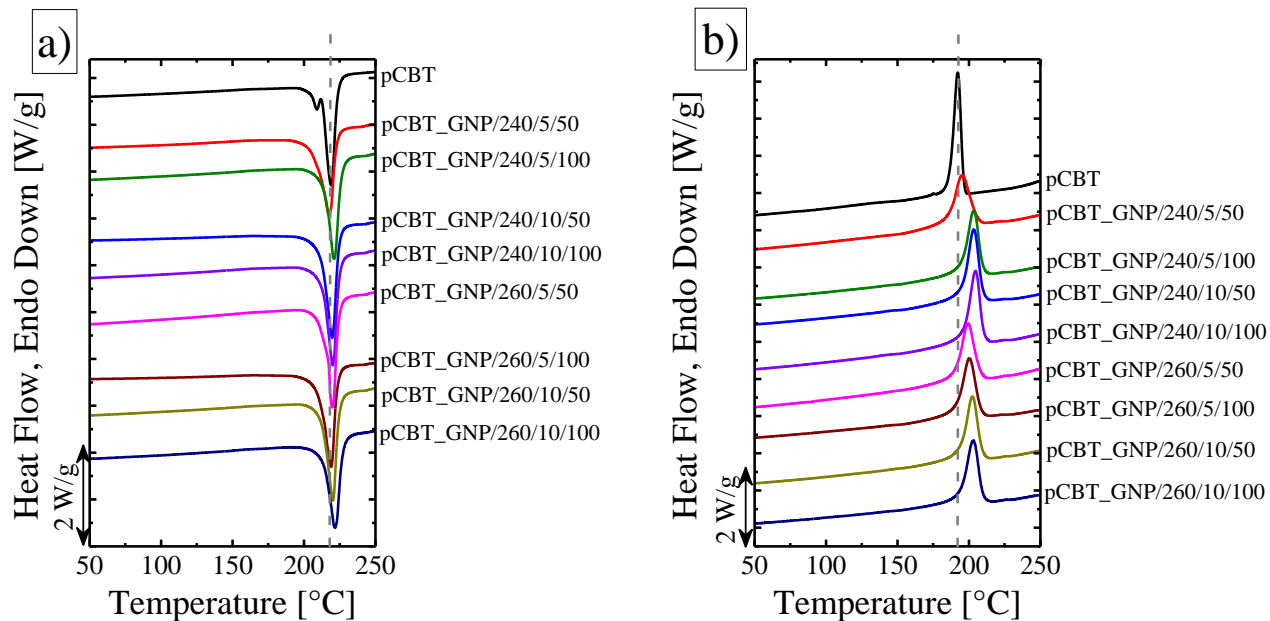 a)
Heat Flow, Endo Down [W/g]
2 W/g
pCBT
pCBT_GNP/240/5/50
pCBT_GNP/240/5/100
pCBT_GNP/240/10/50
pCBT_GNP/240/10/100
pCBT_GNP/260/5/50
pCBT_GNP/260/5/100
pCBT_GNP/260/10/50
pCBT_GNP/260/10/100
50 100 150 200 250
Temperature [°C]
b)
Heat Flow, Endo Down [W/g]
2 W/g
pCBT
pCBT_GNP/240/5/50
pCBT_GNP/240/5/100
pCBT_GNP/240/10/50
pCBT_GNP/240/10/100
pCBT_GNP/260/5/50
pCBT_GNP/260/5/100
pCBT_GNP/260/10/50
pCBT_GNP/260/10/100
50 100 150 200 250
Temperature [°C]